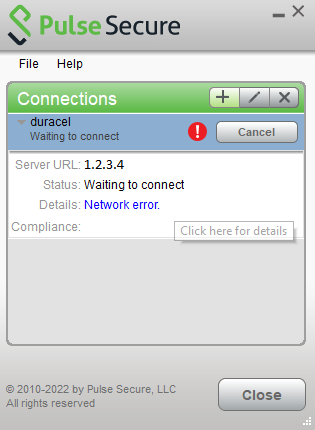 Pulse Secure
File Help
Connections
duracel
Waiting to connect
Cancel
Server URL: 1.2.3.4
Status: Waiting to connect
Details: Network error.
Compliance:
Click here for details
© 2010-2022 by Pulse Secure, LLC
All rights reserved
Close